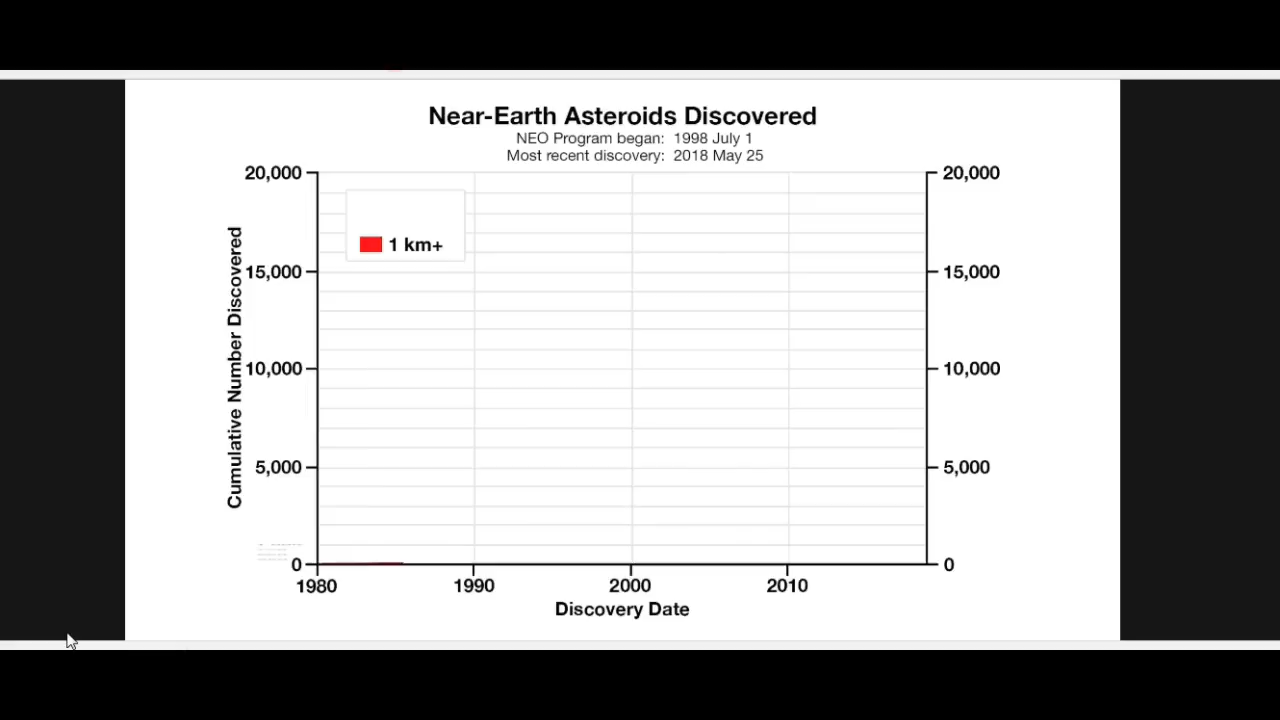 Near-Earth Asteroids Discovered
NEO Program began: 1998 July 1
Most recent discovery: 2018 May 25
20,000
20,000
1 km+
15,000
15,000
Cumulative Number Discovered
10,000
10,000
5,000
5,000
0
0
1980
1990
2000
2010
Discovery Date